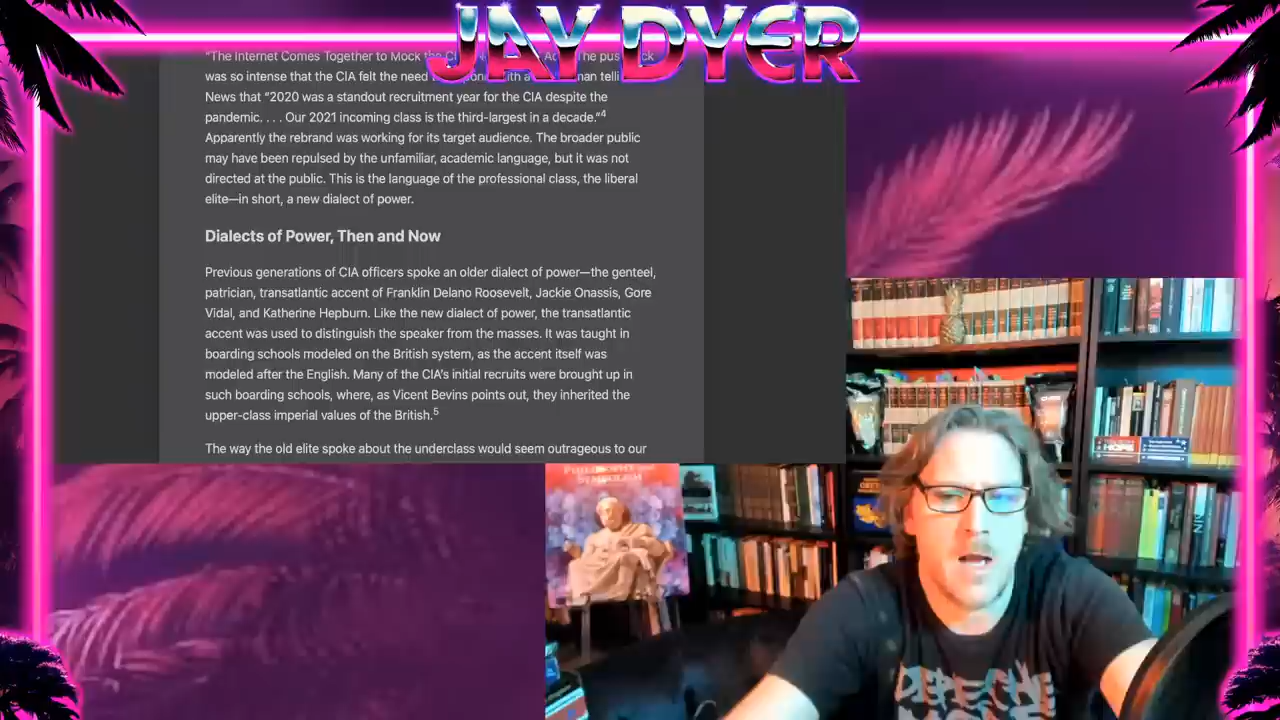 JAY DYER
"The Internet Comes Together to Mock the
was so intense that the CIA felt the need
News that "2020 was a standout recruitment year for the CIA despite the
pandemic. . . . Our 2021 incoming class is the third-largest in a decade."4
Apparently the rebrand was working for its target audience. The broader public
may have been repulsed by the unfamiliar, academic language, but it was not
directed at the public. This is the language of the professional class, the liberal
elite—in short, a new dialect of power.
Dialects of Power, Then and Now
Previous generations of CIA officers spoke an older dialect of power—the genteel,
patrician, transatlantic accent of Franklin Delano Roosevelt, Jackie Onassis, Gore
Vidal, and Katherine Hepburn. Like the new dialect of power, the transatlantic
accent was used to distinguish the speaker from the masses. It was taught in
boarding schools modeled on the British system, as the accent itself was
modeled after the English. Many of the CIA's initial recruits were brought up in
such boarding schools, where, as Vicent Bevins points out, they inherited the
upper-class imperial values of the British.5
The way the old elite spoke about the underclass would seem outrageous to our
SYMBOLISM
HOPE
DEPECHE